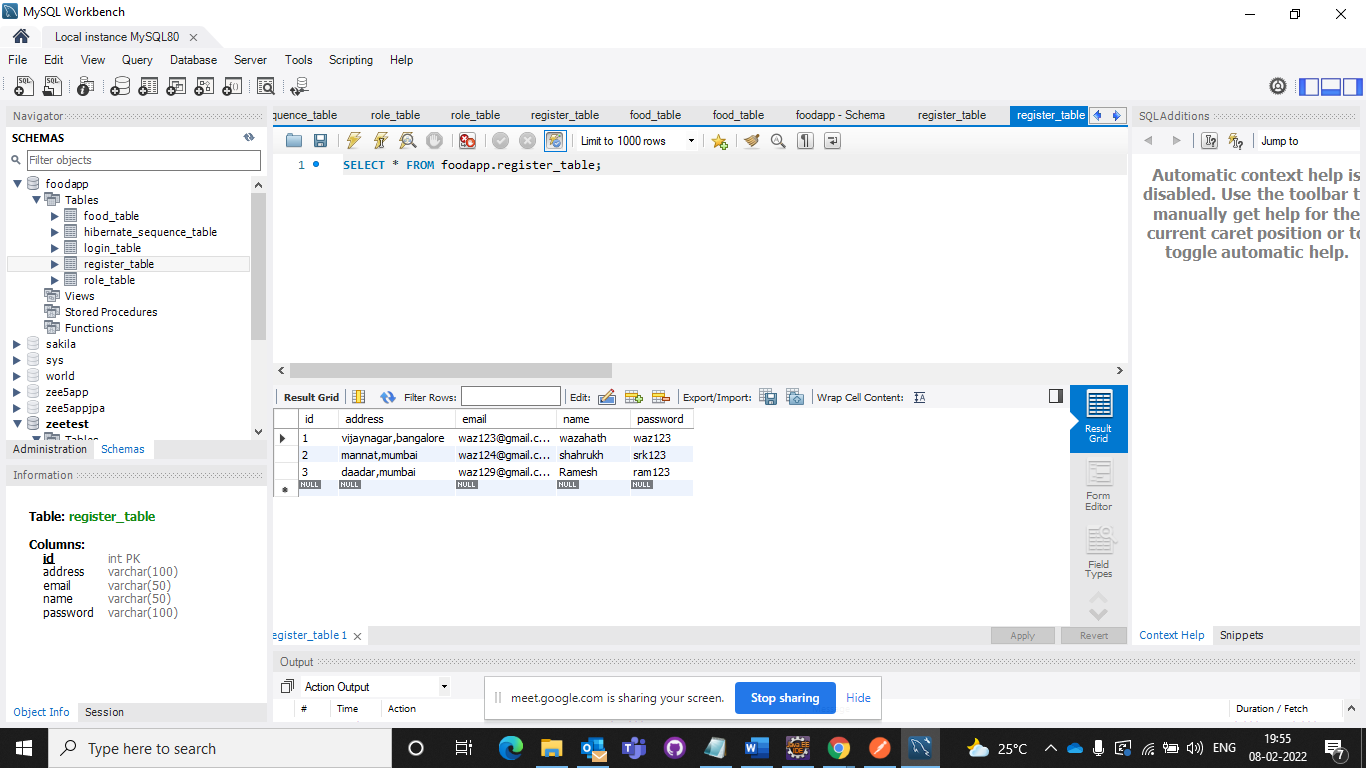 MySQL Workbench
Local instance MySQL80
File Edit View Query Database Server Tools Scripting Help
Navigator
SCHEMAS
Filter objects
foodapp
Tables
food_table
hibernate_sequence_table
login_table
register_table
role_table
Views
Stored Procedures
Functions
sakila
sys
world
zee5app
zee5appjpa
zeetest
Tables
Administration Schemas
Information
Table: register_table
Columns:
id int PK
address varchar(100)
email varchar(50)
name varchar(50)
password varchar(100)
Object Info Session
quence_table role_table role_table register_table food_table food_table foodapp - Schema register_table register_table
Limit to 1000 rows
1 SELECT * FROM foodapp.register_table;
Result Grid Filter Rows: Edit: Export/Import: Wrap Cell Content:
id address email name password
1 vijaynagar,bangalore waz123@gmail.c... wazahath waz123
2 mannat,mumbai waz124@gmail.c... shahrukh srk123
3 daadar,mumbai waz129@gmail.c... Ramesh ram123
NULL NULL NULL NULL NULL
Result
Grid
Form
Editor
Field
Types
egister_table 1
Apply Revert
Output
Action Output
# Time Action Duration / Fetch
SQLAdditions
Jump to
Automatic context help is
disabled. Use the toolbar t
manually get help for the
current caret position or to
toggle automatic help.
Context Help Snippets
meet.google.com is sharing your screen. Stop sharing Hide
Type here to search
25°C
ENG
19:55
08-02-2022
7